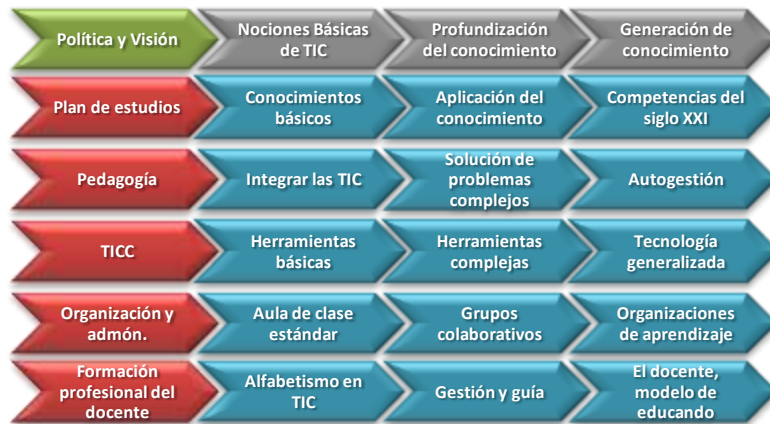 Política y Visión
Nociones Básicas
de TIC
Profundización
del conocimiento
Generación de
conocimiento
Plan de estudios
Conocimientos
básicos
Aplicación del
conocimiento
Competencias del
siglo XXI
Pedagogía
Integrar las TIC
Solución de
problemas
complejos
Autogestión
TICC
Herramientas
básicas
Herramientas
complejas
Tecnología
generalizada
Organización y
admón.
Aula de clase
estándar
Grupos
colaborativos
Organizaciones
de aprendizaje
Formación
profesional del
docente
Alfabetismo en
TIC
Gestión y guía
El docente,
modelo de
educando